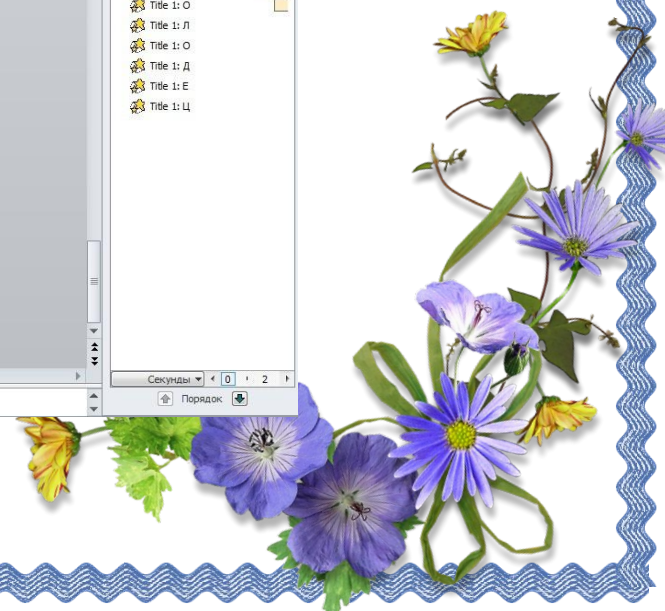 Title 1: О
Title 1: Л
Title 1: О
Title 1: Д
Title 1: Е
Title 1: Ц
Секунды 0 2
Порядок